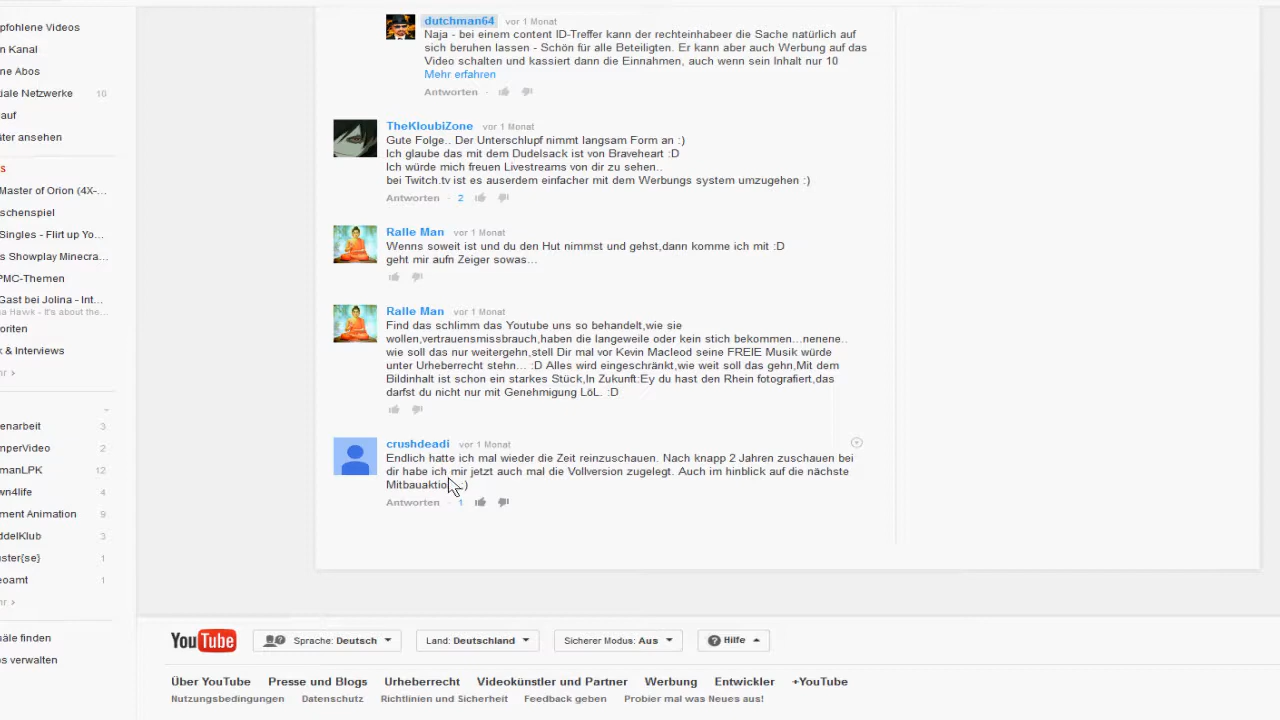 pfohlene Videos
n Kanal
ne Abos
iale Netzwerke 10
auf
äter ansehen
s
Master of Orion (4X-...
schenspiel
Singles - Flirt up Yo...
s Showplay Minecra...
PMC-Themen
Gast bei Jolina - Int...
na Hawk - It's about the...
oriten
k & Interviews
hr >
enarbeit 3
mperVideo 2
manLPK 12
wn4life 4
ment Animation 9
ddelKlub 3
uster{se} 1
eoamt 1
hr >
äle finden
os verwalten
dutchman64 vor 1 Monat
Naja - bei einem content ID-Treffer kann der rechteinhabeer die Sache natürlich auf
sich beruhen lassen - Schön für alle Beteiligten. Er kann aber auch Werbung auf das
Video schalten und kassiert dann die Einnahmen, auch wenn sein Inhalt nur 10
Mehr erfahren
Antworten ·
TheKloubiZone vor 1 Monat
Gute Folge.. Der Unterschlupf nimmt langsam Form an :)
Ich glaube das mit dem Dudelsack ist von Braveheart :D
Ich würde mich freuen Livestreams von dir zu sehen..
bei Twitch.tv ist es auserdem einfacher mit dem Werbungs system umzugehen :)
Antworten · 2
Ralle Man vor 1 Monat
Wenns soweit ist und du den Hut nimmst und gehst,dann komme ich mit :D
geht mir aufn Zeiger sowas...
Ralle Man vor 1 Monat
Find das schlimm das Youtube uns so behandelt,wie sie
wollen,vertrauensmissbrauch,haben die langeweile oder kein stich bekommen...nenene..
wie soll das nur weitergehn,stell Dir mal vor Kevin Macleod seine FREIE Musik würde
unter Urheberrecht stehn... :D Alles wird eingeschränkt,wie weit soll das gehn,Mit dem
Bildinhalt ist schon ein starkes Stück,In Zukunft:Ey du hast den Rhein fotografiert,das
darfst du nicht nur mit Genehmigung LöL. :D
crushdeadi vor 1 Monat
Endlich hatte ich mal wieder die Zeit reinzuschauen. Nach knapp 2 Jahren zuschauen bei
dir habe ich mir jetzt auch mal die Vollversion zugelegt. Auch im hinblick auf die nächste
Mitbauaktio :)
Antworten · 1
YouTube Sprache: Deutsch Land: Deutschland Sicherer Modus: Aus Hilfe
Über YouTube Presse und Blogs Urheberrecht Videokünstler und Partner Werbung Entwickler +YouTube
Nutzungsbedingungen Datenschutz Richtlinien und Sicherheit Feedback geben Probier mal was Neues aus!